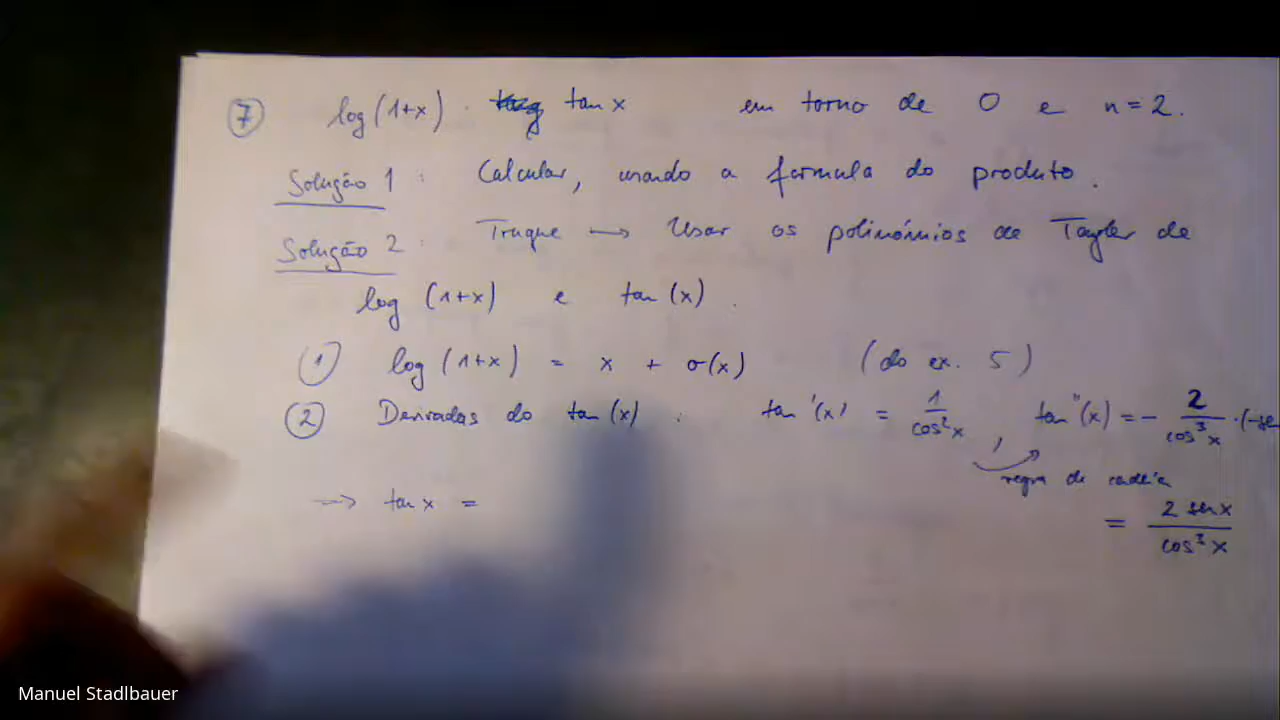 7 log(1+x) · tan x em torno de 0 e n=2.
Solução 1: Calcular, usando a formula do produto.
Solução 2: Truque → Usar os polinómios de Taylor de
log (1+x) e tan (x).
1 log (1+x) = x + o(x) (do ex. 5)
2 Derivadas do tan(x): tan'(x) = 1/cos²x, tan''(x) = - 2/cos³x · (-se
regra de cadeia
→ tan x =
= 2 sen x/cos³ x
Manuel Stadlbauer